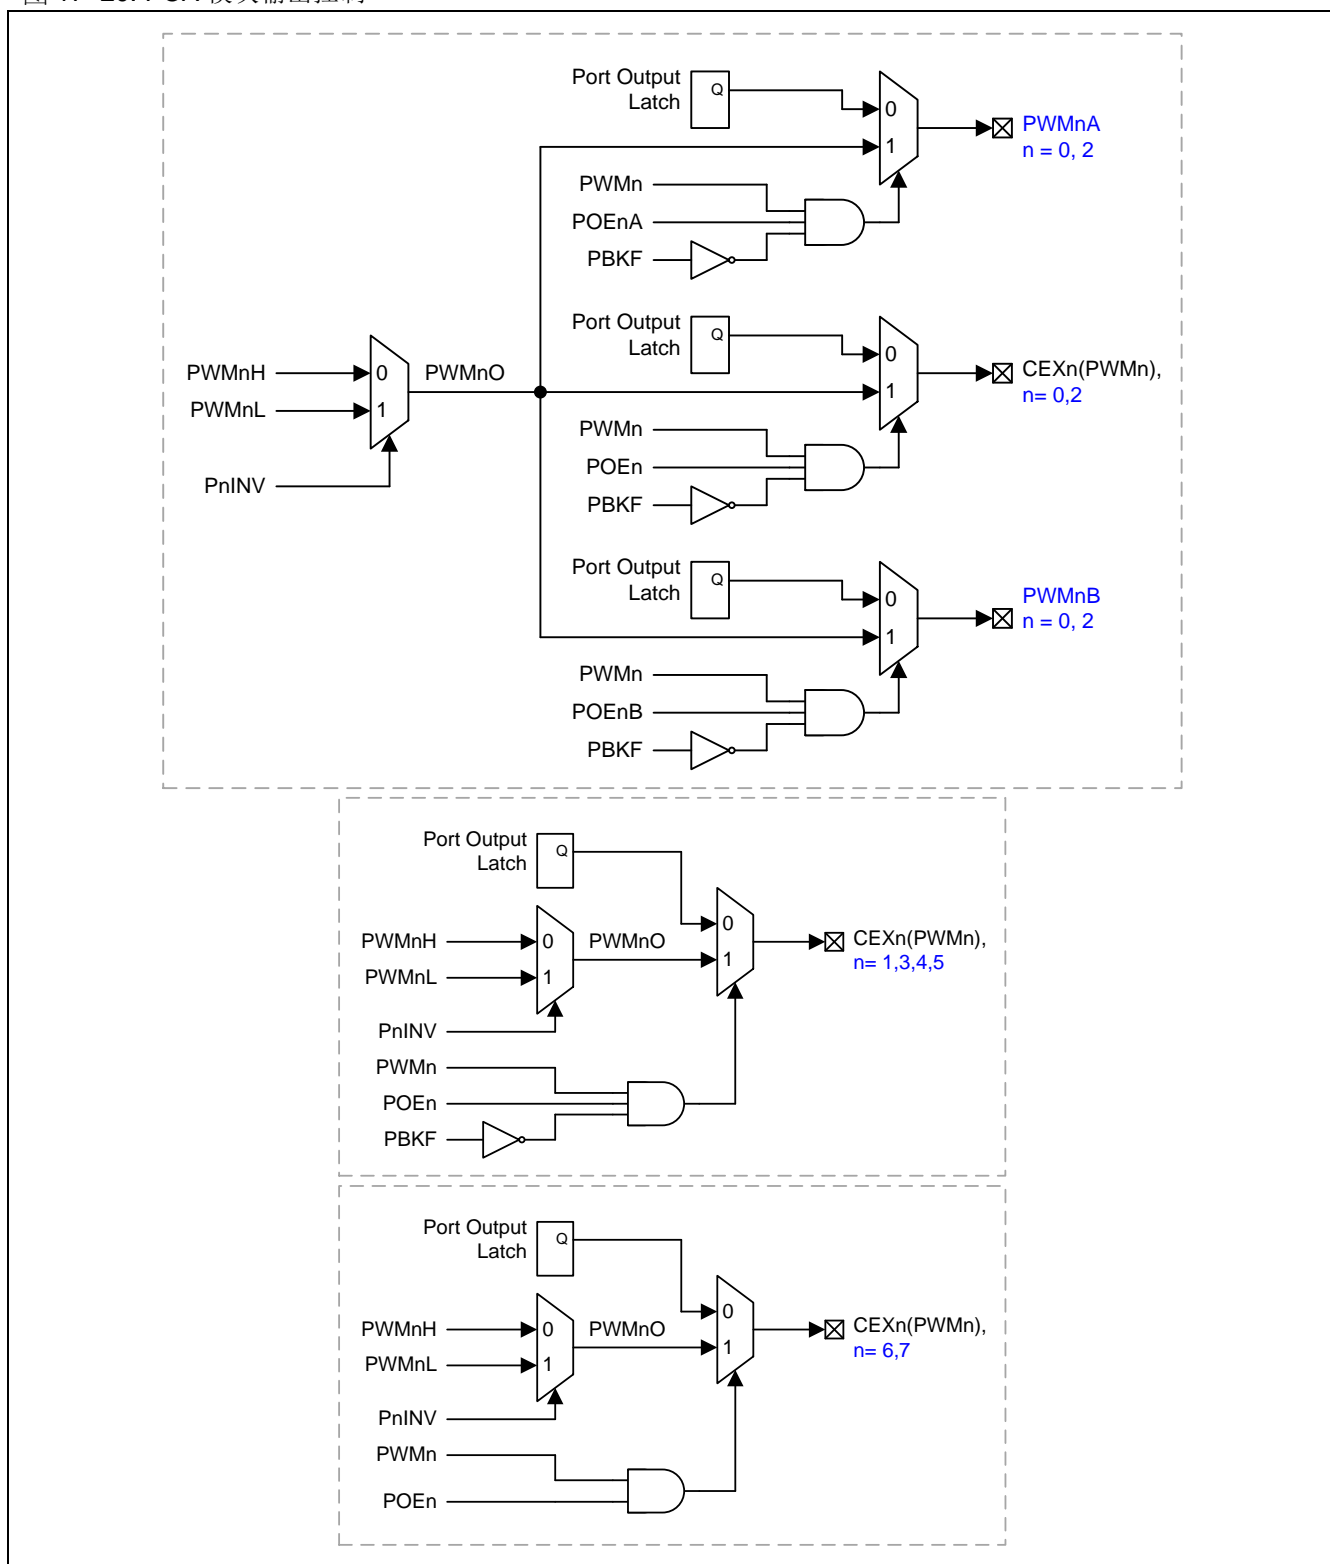 Port Output
Latch
Q
0
1
PWMnA
n = 0, 2
PWMn
POEnA
PBKF
Port Output
Latch
Q
0
1
CEXn(PWMn),
n= 0,2
PWMnH
PWMnL
0
1
PWMnO
PnINV
PWMn
POEn
PBKF
Port Output
Latch
Q
0
1
PWMnB
n = 0, 2
PWMn
POEnB
PBKF
Port Output
Latch
Q
0
1
PWMnH
PWMnL
0
1
PWMnO
CEXn(PWMn),
n= 1,3,4,5
PnINV
PWMn
POEn
PBKF
Port Output
Latch
Q
0
1
PWMnH
PWMnL
0
1
PWMnO
CEXn(PWMn),
n= 6,7
PnINV
PWMn
POEn